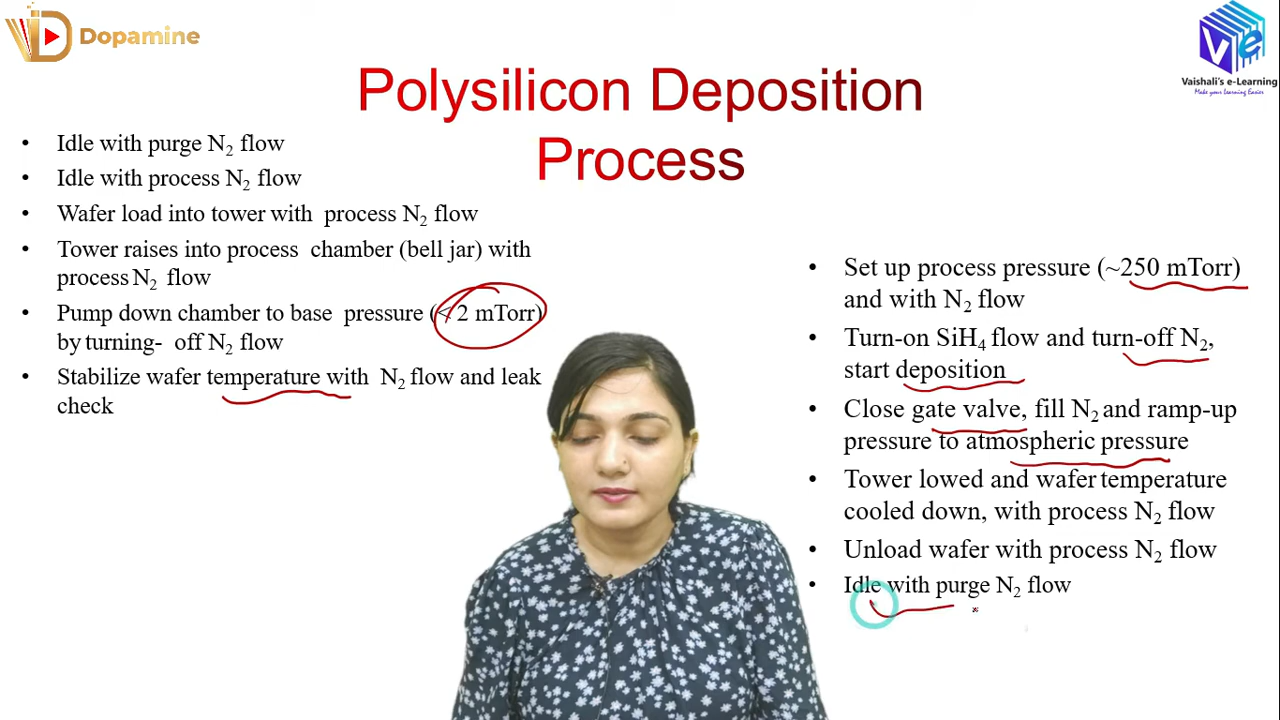 Dopamine
Vaishali's e-Learning
Make your Learning Easier
Polysilicon Deposition
Process
• Idle with purge N₂ flow
• Idle with process N₂ flow
• Wafer load into tower with process N₂ flow
• Tower raises into process chamber (bell jar) with
process N₂ flow
• Pump down chamber to base pressure (< 2 mTorr)
by turning- off N₂ flow
• Stabilize wafer temperature with N₂ flow and leak
check
• Set up process pressure (~250 mTorr)
and with N₂ flow
• Turn-on SiH₄ flow and turn-off N₂,
start deposition
• Close gate valve, fill N₂ and ramp-up
pressure to atmospheric pressure
• Tower lowed and wafer temperature
cooled down, with process N₂ flow
• Unload wafer with process N₂ flow
• Idle with purge N₂ flow